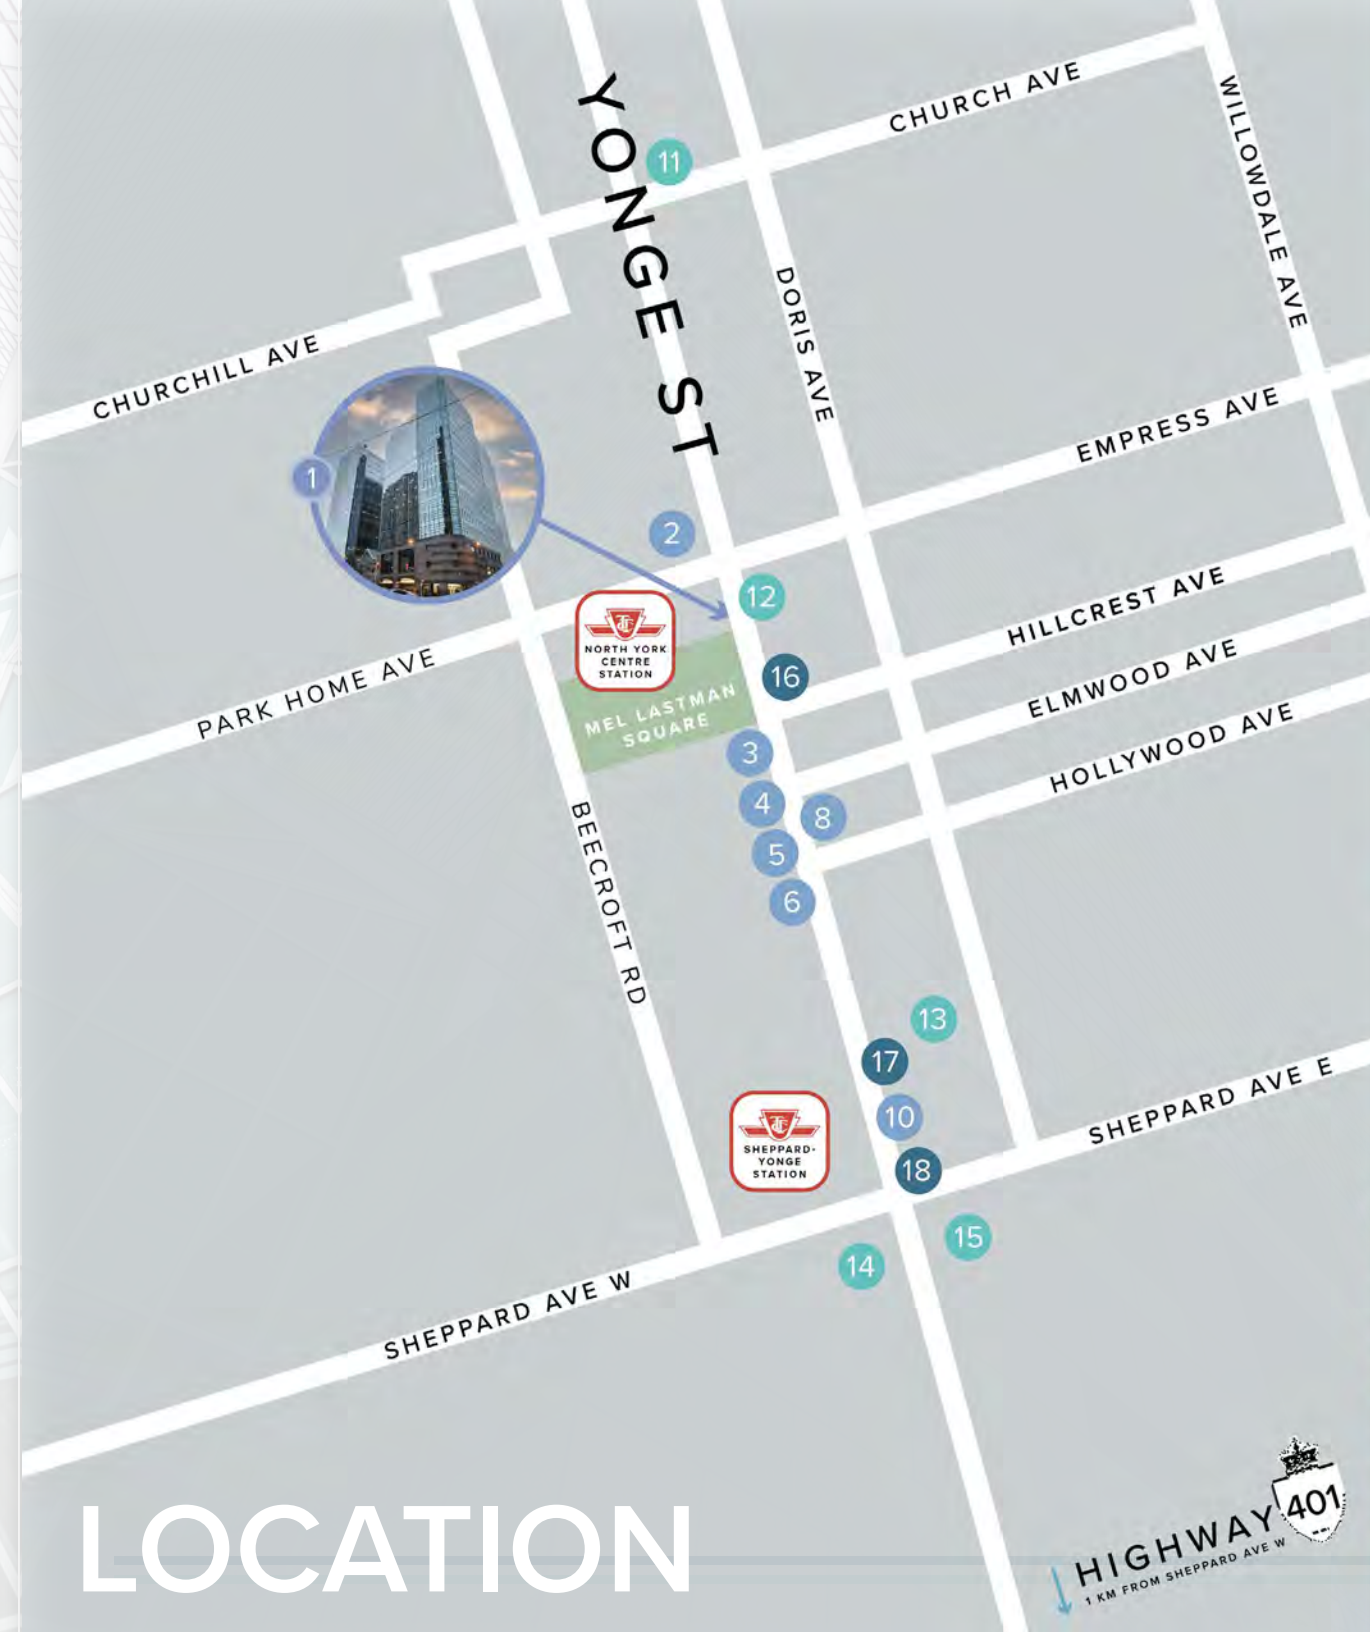 YONGE ST
11
CHURCH AVE
WILLOWDALE AVE
DORIS AVE
CHURCHILL AVE
1
EMPRESS AVE
2
12
NORTH YORK
CENTRE
STATION
HILLCREST AVE
PARK HOME AVE
16
ELMWOOD AVE
MEL LASTMAN
SQUARE
HOLLYWOOD AVE
3
4
8
5
6
BEECROFT RD
13
17
10
SHEPPARD AVE E
SHEPPARD-
YONGE
STATION
18
15
14
SHEPPARD AVE W
LOCATION
HIGHWAY
401
1 KM FROM SHEPPARD AVE W